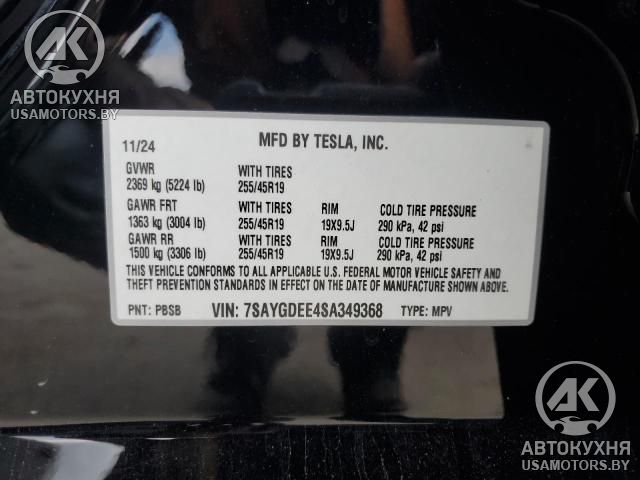 AK
АВТОКУХНЯ
USAMOTORS.BY
11/24 MFD BY TESLA, INC.
GVWR WITH TIRES
2369 kg (5224 lb) 255/45R19
GAWR FRT WITH TIRES RIM COLD TIRE PRESSURE
1363 kg (3004 lb) 255/45R19 19X9.5J 290 kPa, 42 psi
GAWR RR WITH TIRES RIM COLD TIRE PRESSURE
1500 kg (3306 lb) 255/45R19 19X9.5J 290 kPa, 42 psi
THIS VEHICLE CONFORMS TO ALL APPLICABLE U.S. FEDERAL MOTOR VEHICLE SAFETY AND
THEFT PREVENTION STANDARDS IN EFFECT ON THE DATE OF MANUFACTURE SHOWN ABOVE.
PNT: PBSB VIN: 7SAYGDEE4SA349368 TYPE: MPV
AK
АВТОКУХНЯ
USAMOTORS.BY